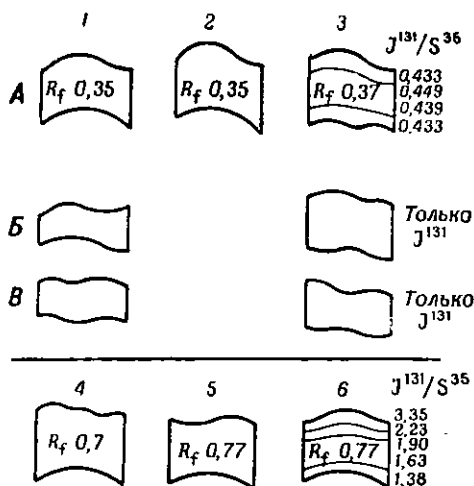 1 2 3 J¹³¹/S³⁵
A R_f 0,35 R_f 0,35 R_f 0,37 0,433
0,449
0,439
0,433
Б Только
J¹³¹
В Только
J¹³¹
4 5 6 J¹³¹/S³⁵
R_f 0,7 R_f 0,77 R_f 0,77 3,35
2,23
1,90
1,63
1,38